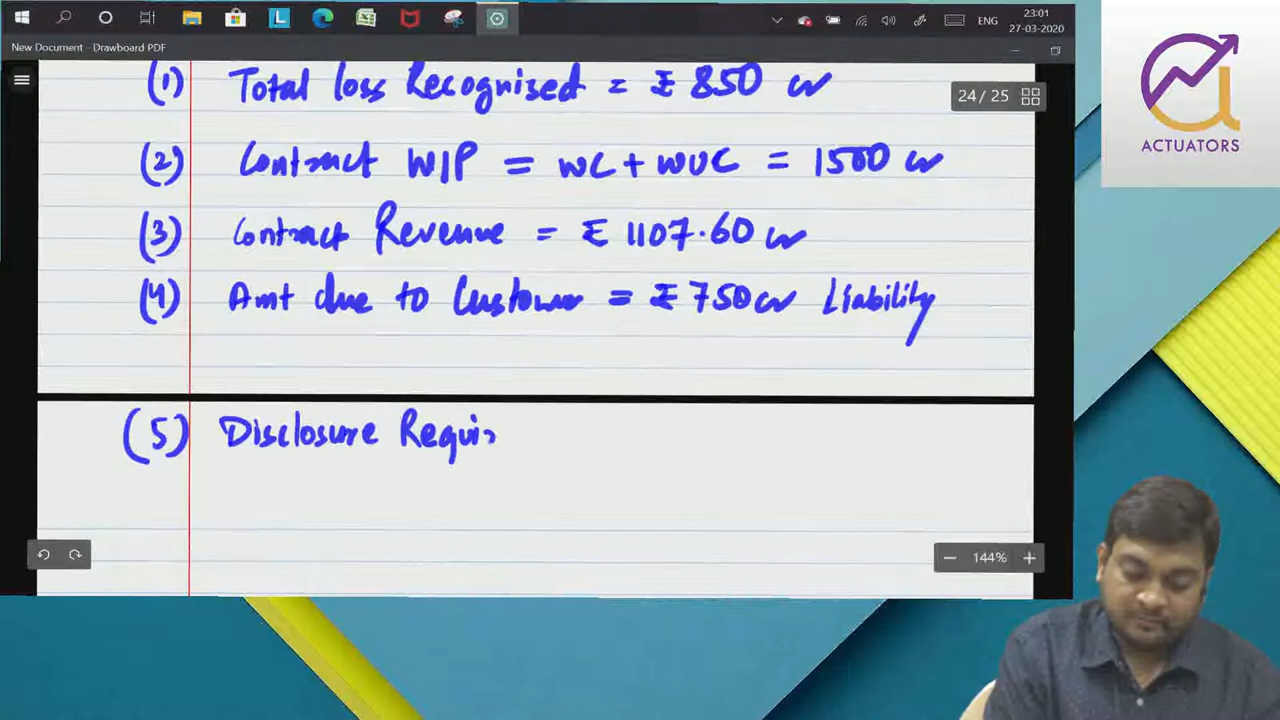 23:01
ENG
27-03-2020
New Document - Drawboard PDF
24 / 25
(1) Total loss Recognised = ₹ 850 cr
(2) Contract WIP = WC + WUC = 1500 cr
(3) Contract Revenue = ₹ 1107.60 cr
(4) Amt due to Customer = ₹ 750 cr Liability
(5) Disclosure Requir
144%
ACTUATORS